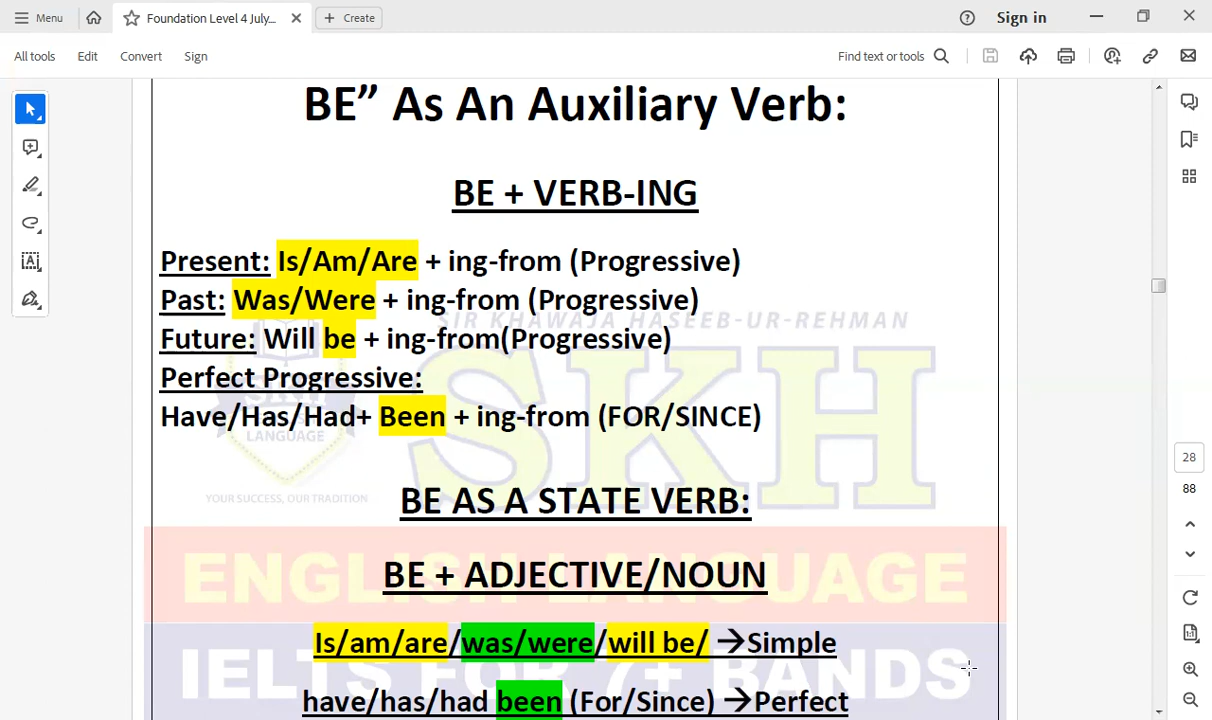 Menu
Foundation Level 4 July...
Create
Sign in
All tools
Edit
Convert
Sign
Find text or tools
BE” As An Auxiliary Verb:
BE + VERB-ING
Present: Is/Am/Are + ing-from (Progressive)
Past: Was/Were + ing-from (Progressive)
SIR KHAWAJA HASEEB-UR-REHMAN
Future: Will be + ing-from(Progressive)
Perfect Progressive:
Have/Has/Had+ Been + ing-from (FOR/SINCE)
LANGUAGE
SKH
YOUR SUCCESS, OUR TRADITION
BE AS A STATE VERB:
ENGLISH LANGUAGE
BE + ADJECTIVE/NOUN
Is/am/are/was/were/will be/ →Simple
IELTS FOR 7+ BANDS
have/has/had been (For/Since) →Perfect
28
88